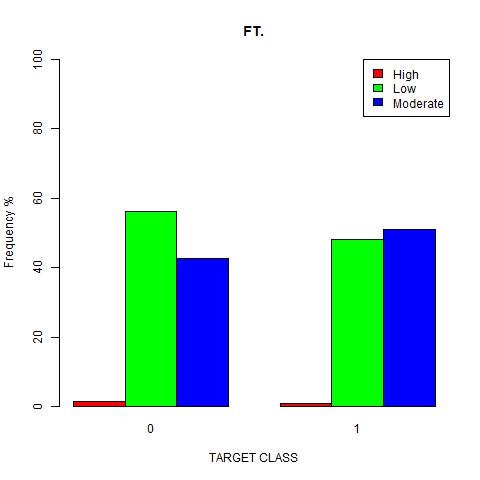 FT.
High
Low
Moderate
Frequency %
100
80
60
40
20
0
0 1
TARGET CLASS